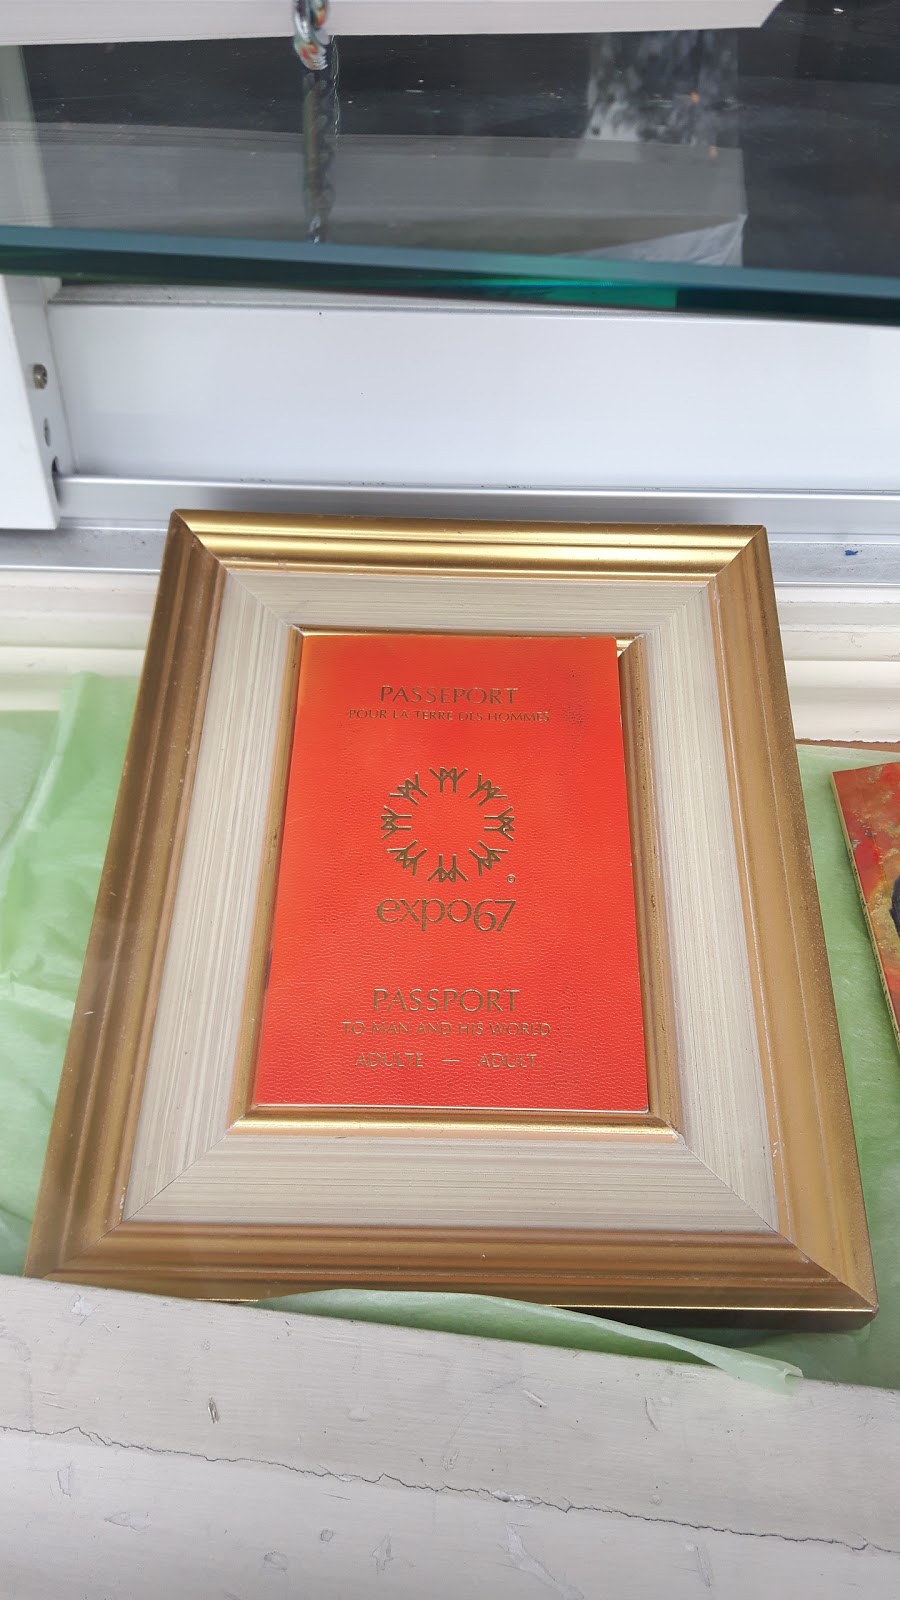 PASSEPORT
POUR LA TERRE DES HOMMES
expo67
PASSPORT
TO MAN AND HIS WORLD
ADULTE — ADULT